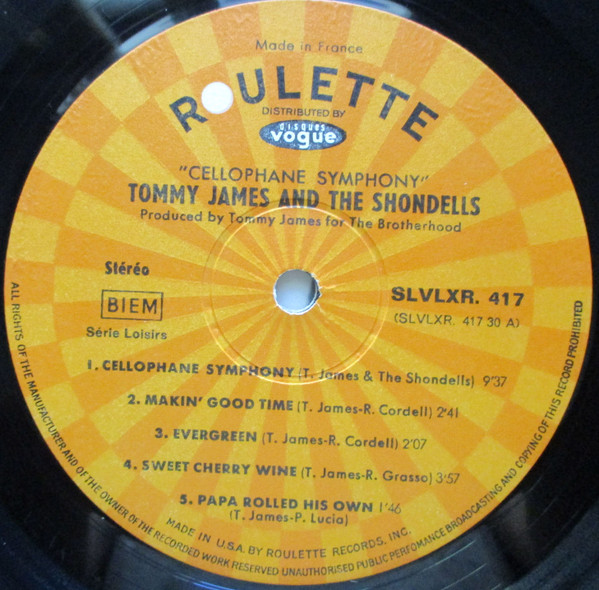 Made in France
ROULETTE
DISTRIBUTED BY
disques
vogue
"CELLOPHANE SYMPHONY"
TOMMY JAMES AND THE SHONDELLS
Produced by Tommy James for The Brotherhood
Stéréo
SLVLXR. 417
BIEM
(SLVLXR. 417 30 A)
Série Loisirs
1. CELLOPHANE SYMPHONY (T. James & The Shondells) 9'37
2. MAKIN' GOOD TIME (T. James-R. Cordell) 2'41
3. EVERGREEN (T. James-R. Cordell) 2'07
4. SWEET CHERRY WINE (T. James-R. Grasso) 3'57
5. PAPA ROLLED HIS OWN 1'46
(T. James-P. Lucia)
MADE IN U.S.A. BY ROULETTE RECORDS, INC.
ALL RIGHTS OF THE MANUFACTURER AND OF THE OWNER OF THE RECORDED WORK RESERVED UNAUTHORISED PUBLIC PERFOMANCE BROADCASTING AND COPYING OF THIS RECORD PROHIBITED